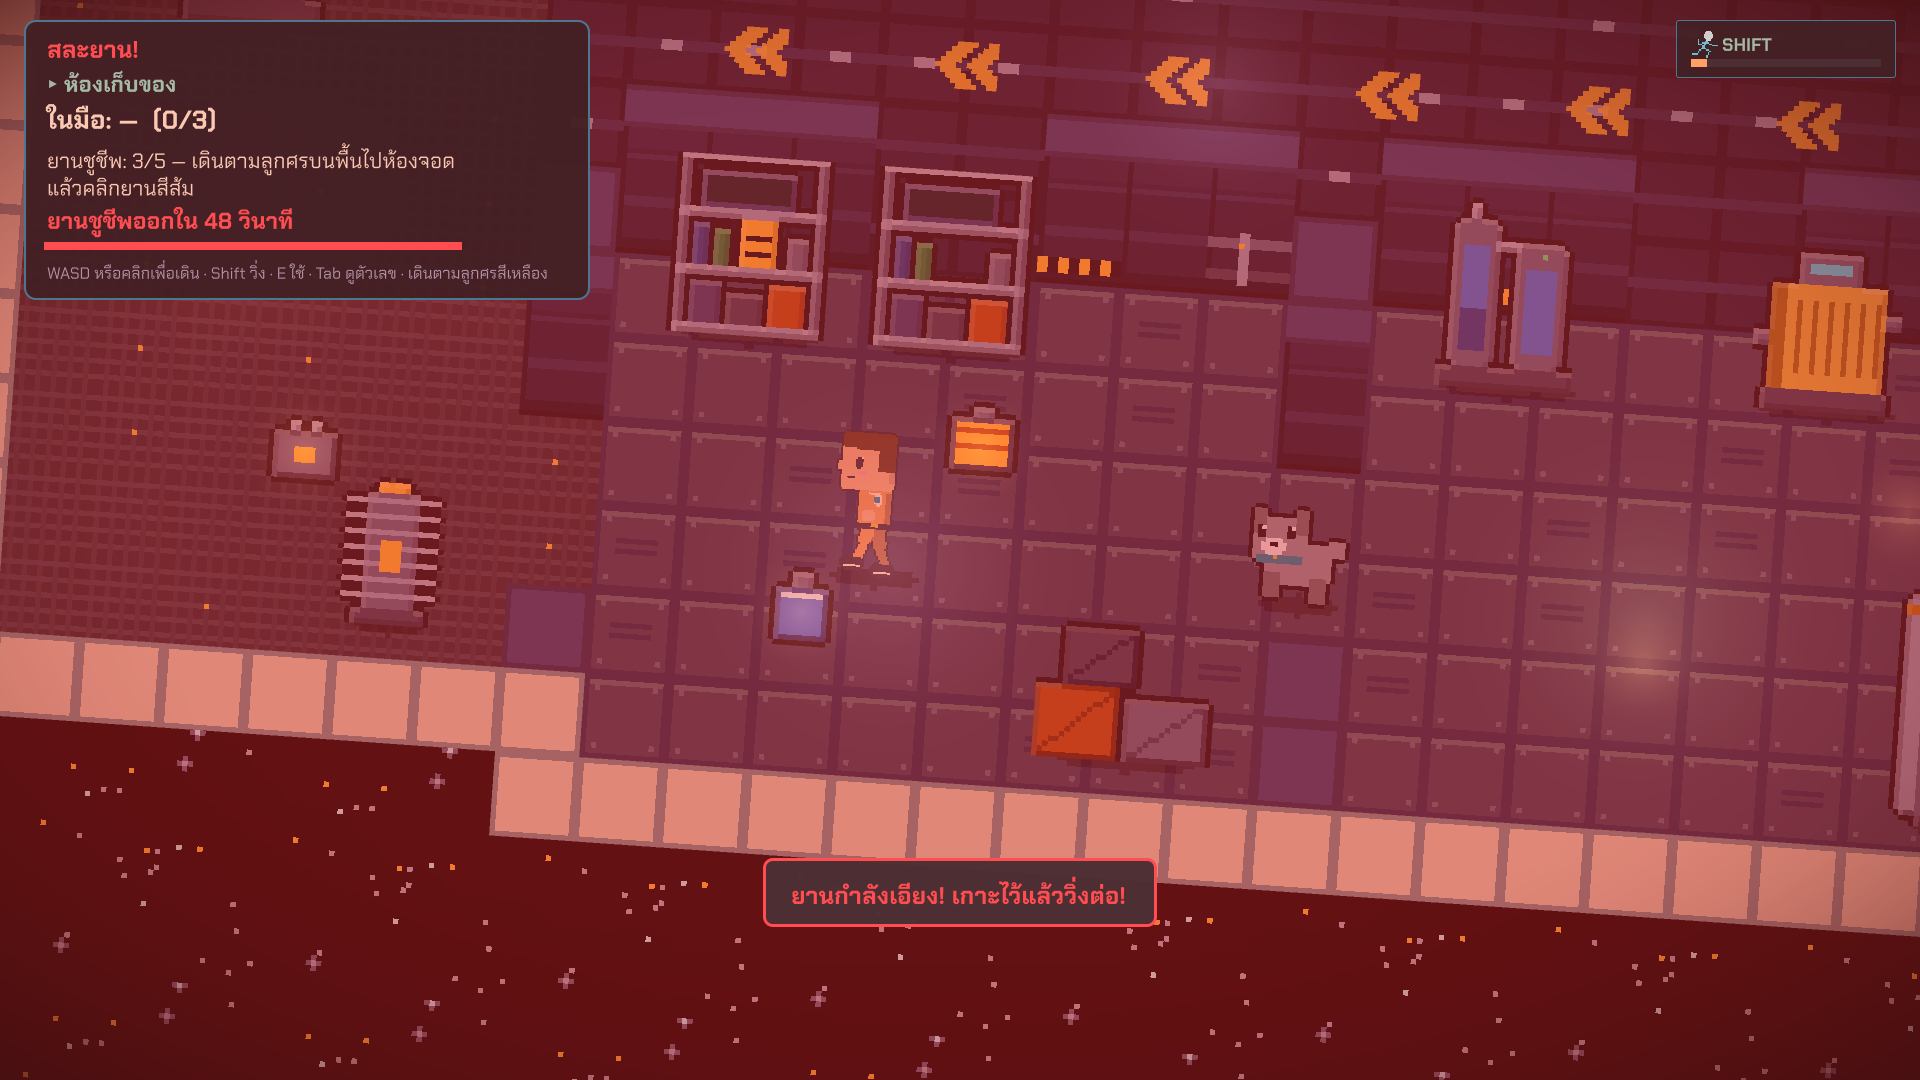 สละยาน!
▸ ห้องเก็บของ
ในมือ: — (0/3)
ยานชูชีพ: 3/5 — เดินตามลูกศรบนพื้นไปห้องจอด
แล้วคลิกยานสีส้ม
ยานชูชีพออกใน 48 วินาที
WASD หรือคลิกเพื่อเดิน · Shift วิ่ง · E ใช้ · Tab ดูตัวเลข · เดินตามลูกศรสีเหลือง
SHIFT
ยานกำลังเอียง! เกาะไว้แล้ววิ่งต่อ!